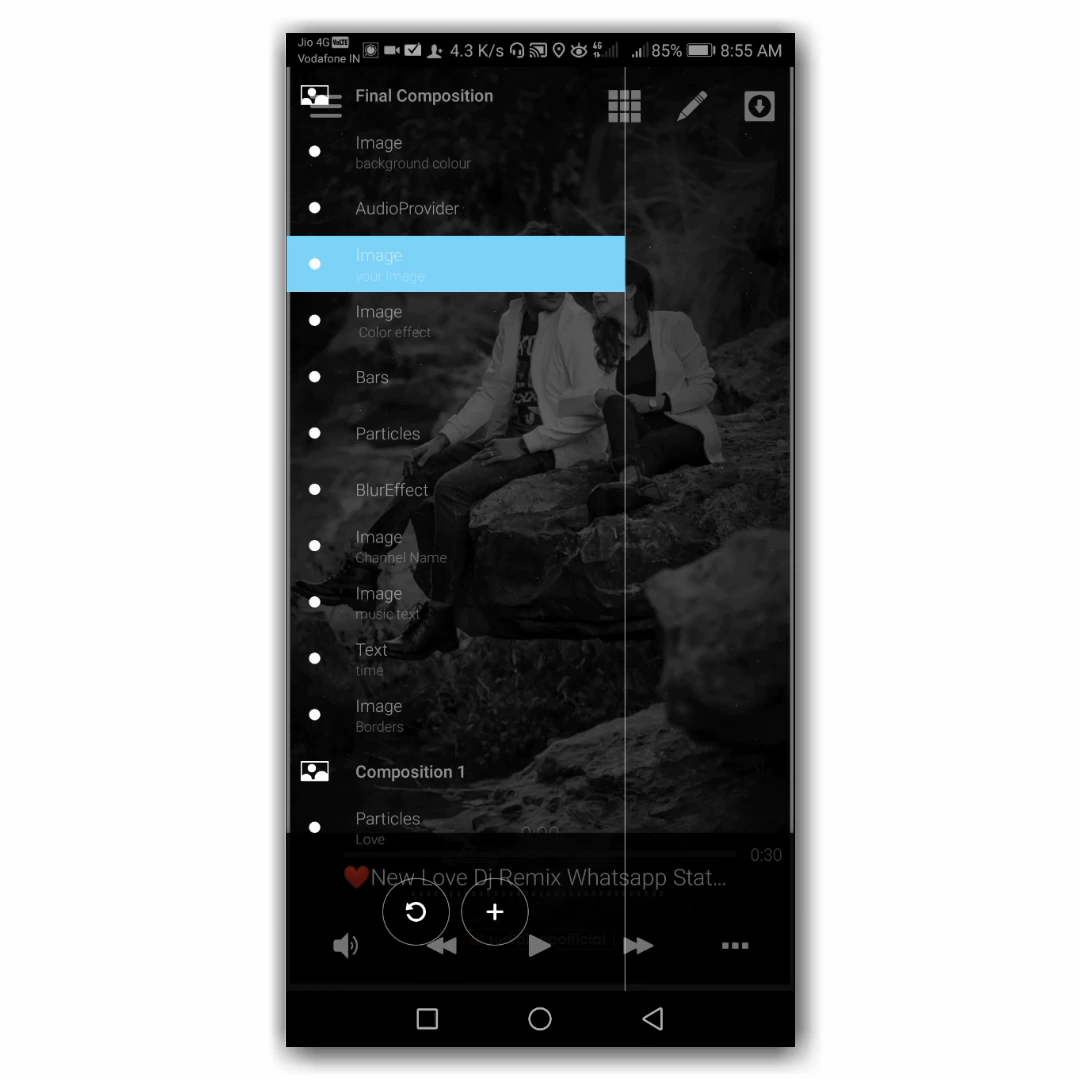 Jio 4G VoLTE
Vodafone IN
4.3 K/s
4G
85%
8:55 AM
Final Composition
Image
background colour
AudioProvider
Image
your Image
Image
Color effect
Bars
Particles
BlurEffect
Image
Channel Name
Image
music text
Text
time
Image
Borders
Composition 1
Particles
Love
0:30
❤️New Love Dj Remix Whatsapp Stat...